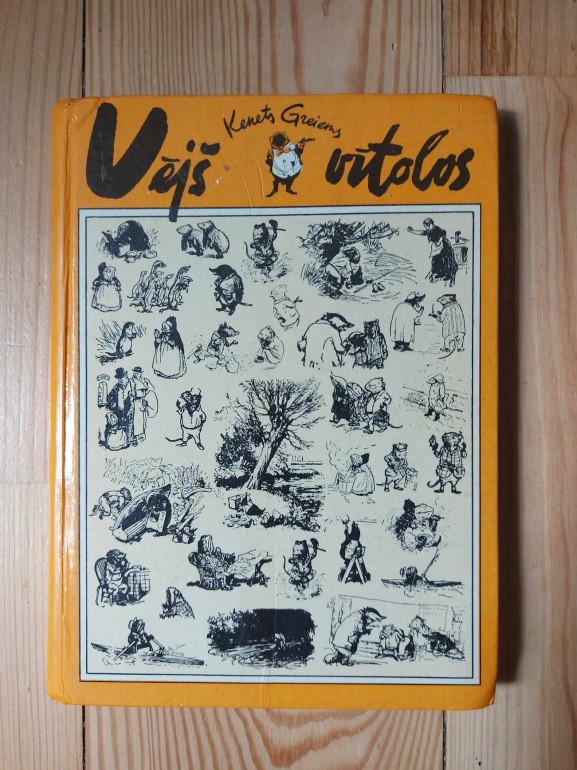 Kenets Greiems
Vējš vītolos